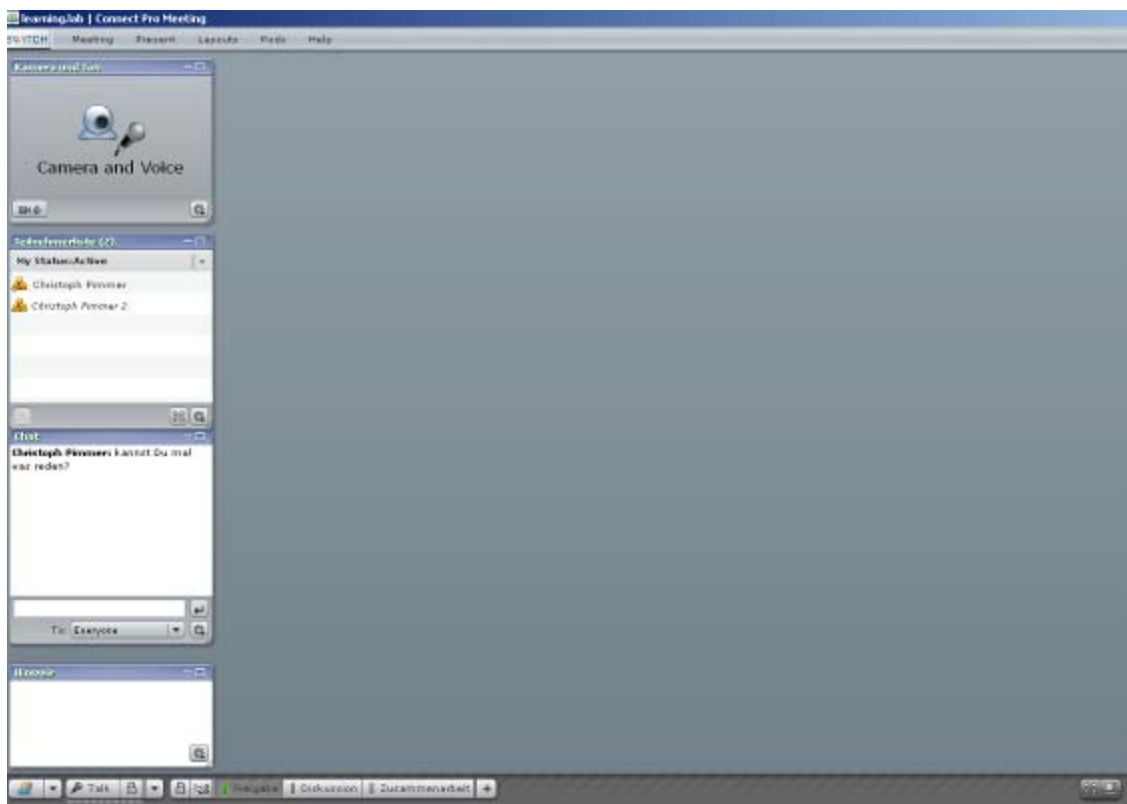 learning.lab | Connect Pro Meeting
SWITCH Meeting Present Layouts Pods Help
Kamera und Ton
Camera and Voice
Teilnehmerliste (2)
My Status: Active
Christoph Pimmer
Christoph Pimmer 2
Chat
Christoph Pimmer: kannst Du mal
was reden?
To: Everyone
Talk Freigabe Diskussion Zusammenarbeit +